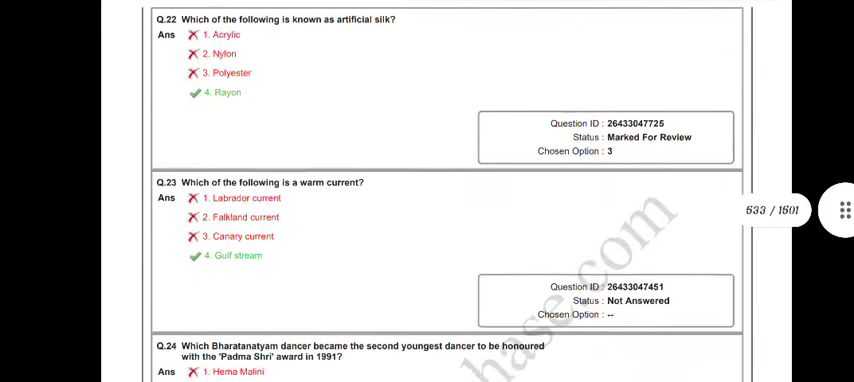 Q.22 Which of the following is known as artificial silk?
Ans 1. Acrylic
2. Nylon
3. Polyester
4. Rayon
Question ID : 26433047725
Status : Marked For Review
Chosen Option : 3
Q.23 Which of the following is a warm current?
Ans 1. Labrador current
2. Falkland current
3. Canary current
4. Gulf stream
633 / 1601
Question ID : 26433047451
Status : Not Answered
Chosen Option : --
Q.24 Which Bharatanatyam dancer became the second youngest dancer to be honoured
with the 'Padma Shri' award in 1991?
Ans 1. Hema Malini
hase.com